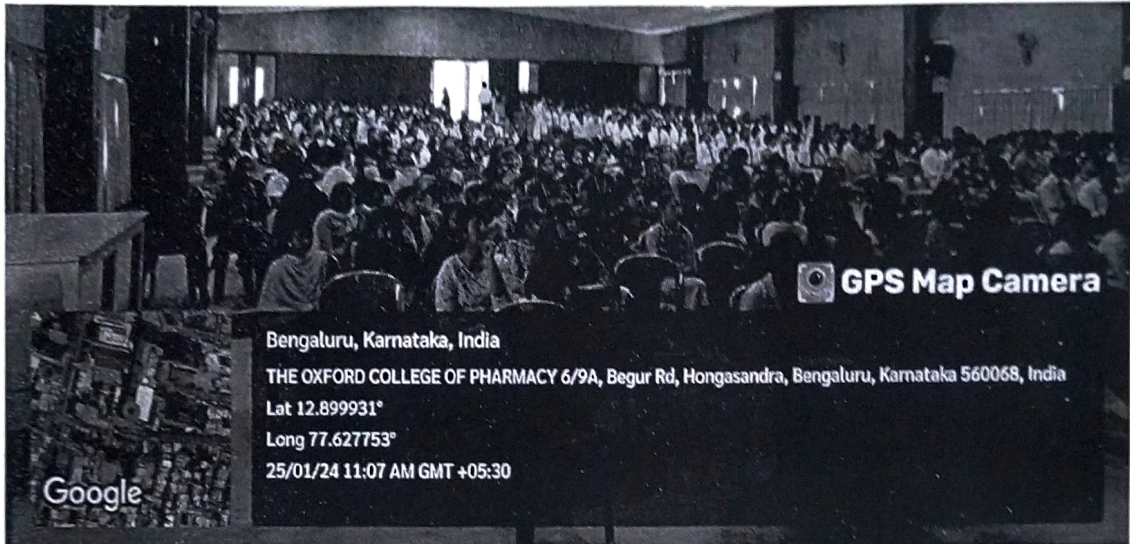 GPS Map Camera
Bengaluru, Karnataka, India
THE OXFORD COLLEGE OF PHARMACY 6/9A, Begur Rd, Hongasandra, Bengaluru, Karnataka 560068, India
Lat 12.899931°
Long 77.627753°
25/01/24 11:07 AM GMT +05:30
Google